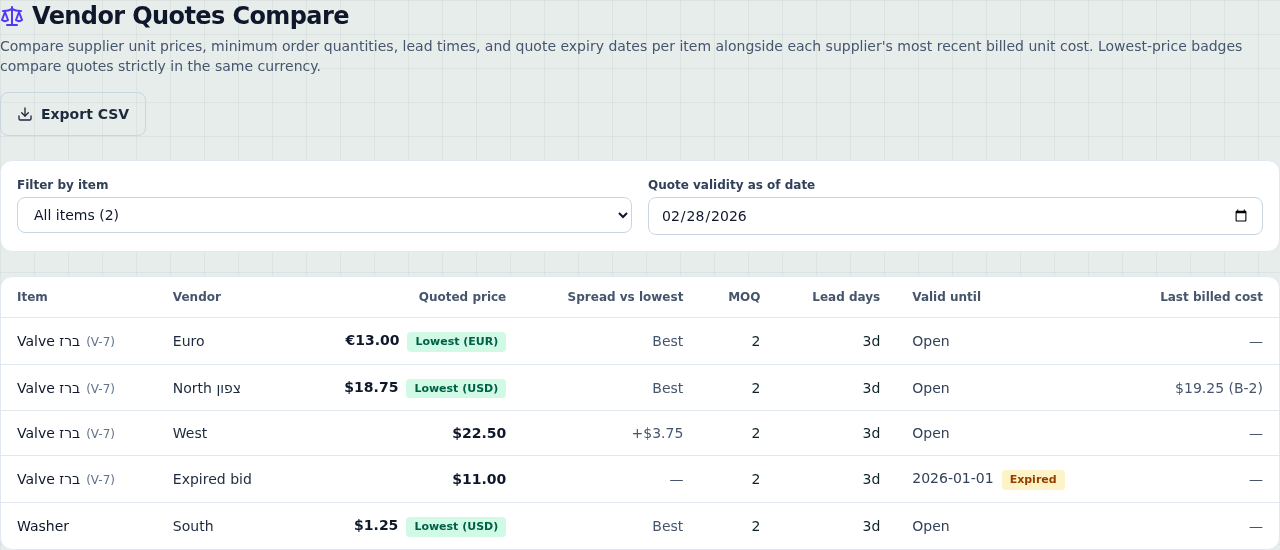 Vendor Quotes Compare
Compare supplier unit prices, minimum order quantities, lead times, and quote expiry dates per item alongside each supplier's most recent billed unit cost. Lowest-price badges
compare quotes strictly in the same currency.
Export CSV
Filter by item
Quote validity as of date
All items (2)
02/28/2026
Item Vendor Quoted price Spread vs lowest MOQ Lead days Valid until Last billed cost
Valve ברז (V-7) Euro €13.00 Lowest (EUR) Best 2 3d Open —
Valve ברז (V-7) North צפון $18.75 Lowest (USD) Best 2 3d Open $19.25 (B-2)
Valve ברז (V-7) West $22.50 +$3.75 2 3d Open —
Valve ברז (V-7) Expired bid $11.00 — 2 3d 2026-01-01 Expired —
Washer South $1.25 Lowest (USD) Best 2 3d Open —